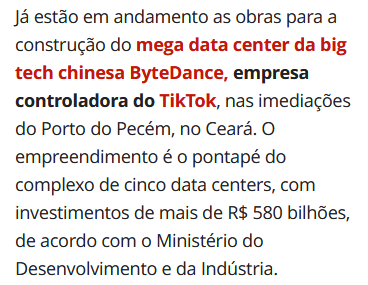 Já estão em andamento as obras para a
construção do mega data center da big
tech chinesa ByteDance, empresa
controladora do TikTok, nas imediações
do Porto do Pecém, no Ceará. O
empreendimento é o pontapé do
complexo de cinco data centers, com
investimentos de mais de R$ 580 bilhões,
de acordo com o Ministério do
Desenvolvimento e da Indústria.